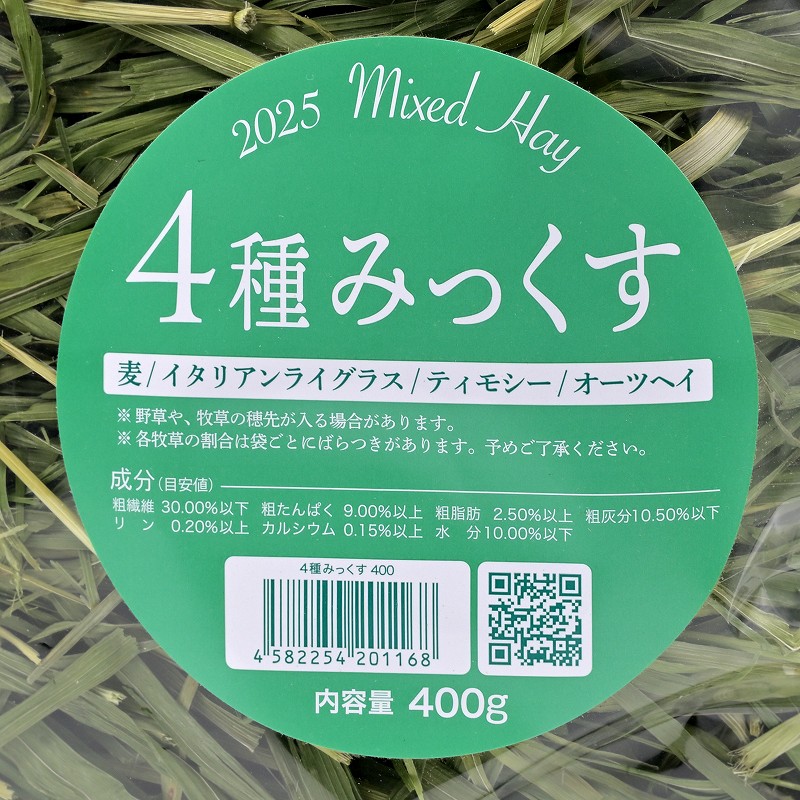 2025 Mixed Hay
4種みっくす
麦/イタリアンライグラス/ティモシー/オーツヘイ
※野草や、牧草の穂先が入る場合があります。
※各牧草の割合は袋ごとにばらつきがあります。予めご了承ください。
成分(目安値)
粗繊維 30.00%以下 粗たんぱく 9.00%以上 粗脂肪 2.50%以上 粗灰分10.50%以下
リン 0.20%以上 カルシウム 0.15%以上 水 分10.00%以下
4種みっくす 400
4 582254 201168
内容量 400g